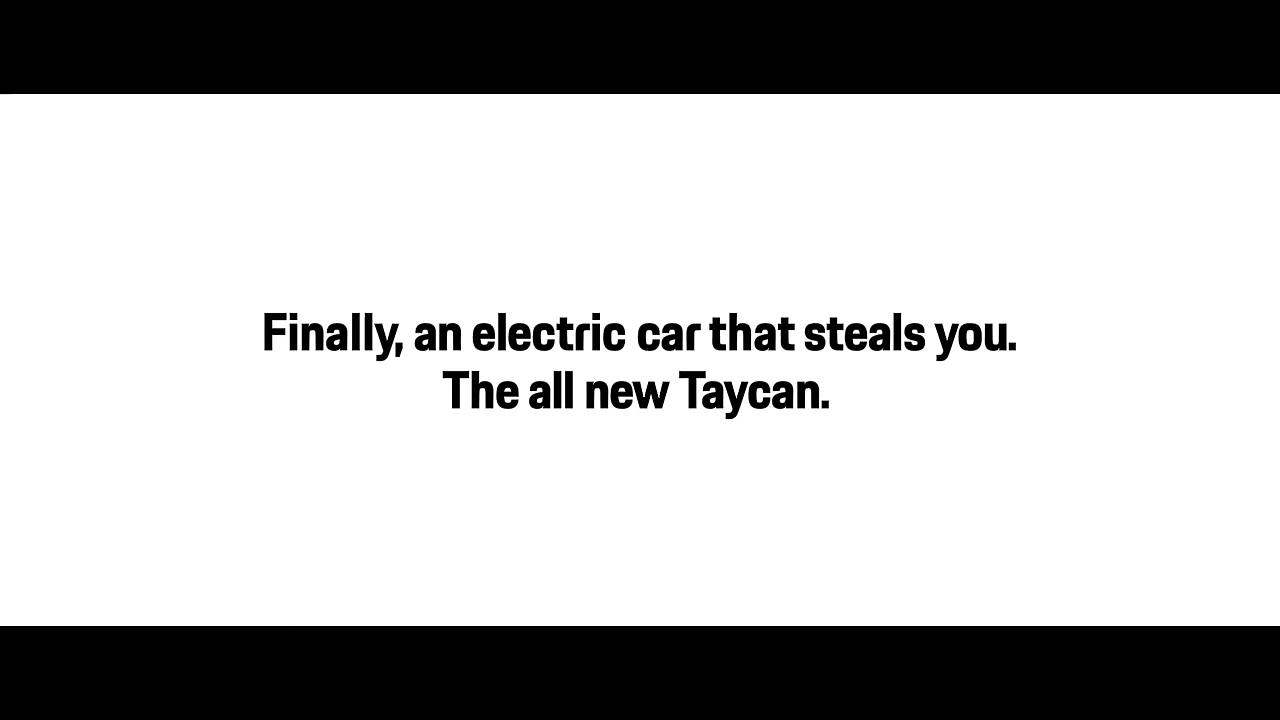 Finally, an electric car that steals you.
The all new Taycan.